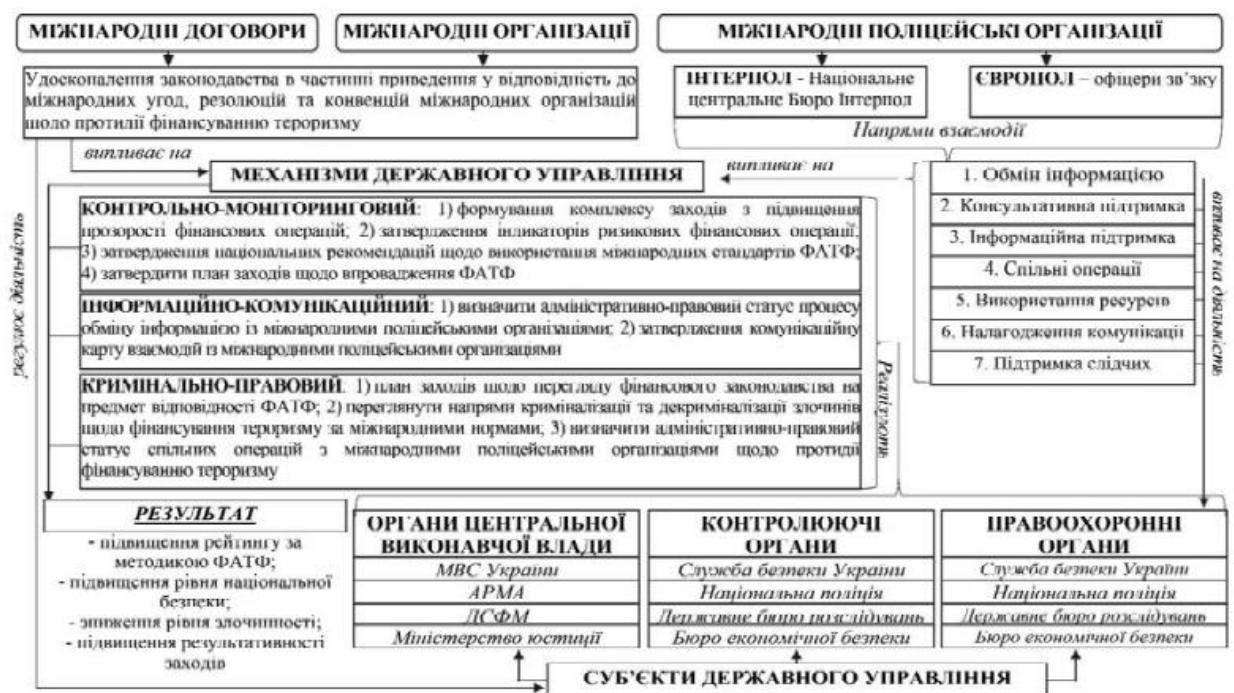 МІЖНАРОДНІ ДОГОВОРИ
МІЖНАРОДНІ ОРГАНІЗАЦІЇ
МІЖНАРОДНІ ПОЛІЦЕЙСЬКІ ОРГАНІЗАЦІЇ
Удосконалення законодавства в частинні приведення у відповідність до
міжнародних угод, резолюцій та конвенцій міжнародних організацій
щодо протилії фінансуванню тероризму
ІНТЕРПОЛ - Національне
центральне Бюро Інтерпол
ЄВРОПОЛ – офіцери зв’зку
Напрями взаємодії
випливає на
випливає на
МЕХАНІЗМИ ДЕРЖАВНОГО УПРАВЛІННЯ
КОНТРОЛЬНО-МОНІТОРИНГОВИЙ: 1) формування комплексу заходів з підвищення
прозорості фінансових операцій; 2) затвердження індикаторів ризикових фінансових операції,
3) затвердження національних рекомендацій щодо використання міжнародних стандартів ФАТФ;
4) затвердити план заходів щодо впровадження ФАТФ
ІНФОРМАЦІЙНО-КОМУНІКАЦІЙНИЙ: 1) визначити адміністративно-правовий статус процесу
обміну інформацією із міжнародними поліцейськими організаціями; 2) затвердження комунікаційну
карту взаємодій із міжнародними поліцейськими організаціями
КРИМІНАЛЬНО-ПРАВОВИЙ: 1) план заходів щодо перегляду фінансового законодавства на
предмет відповідності ФАТФ; 2) переглянути напрями криміналізації та декриміналізації злочинів
щодо фінансування тероризму за міжнародними нормами; 3) визначити адміністративно-правовий
статус спільних операцій з міжнародними поліцейськими організаціями щодо протидії
фінансуванню тероризму
1. Обмін інформацією
2. Консультативна підтримка
3. Інформаційна підтримка
4. Спільні операції
5. Використання ресурсів
6. Налагодження комунікації
7. Підтримка слідчих
регулює діяльність
впливає на діяльність
Реалізують
РЕЗУЛЬТАТ
- підвищення рейтингу за
методикою ФАТФ;
- підвищення рівня національної
безпеки;
- зниження рівня злочинності;
- підвищення результативності
заходів
ОРГАНИ ЦЕНТРАЛЬНОЇ
ВИКОНАВЧОЇ ВЛАДИ
МВС України
АРМА
ДСФМ
Міністерство юстиції
КОНТРОЛЮЮЧІ
ОРГАНИ
Служба безпеки України
Національна поліція
Державне бюро розслідувань
Бюро економічної безпеки
ПРАВООХОРОННІ
ОРГАНИ
Служба безпеки України
Національна поліція
Державне бюро розслідувань
Бюро економічної безпеки
СУБ’ЄКТИ ДЕРЖАВНОГО УПРАВЛІННЯ